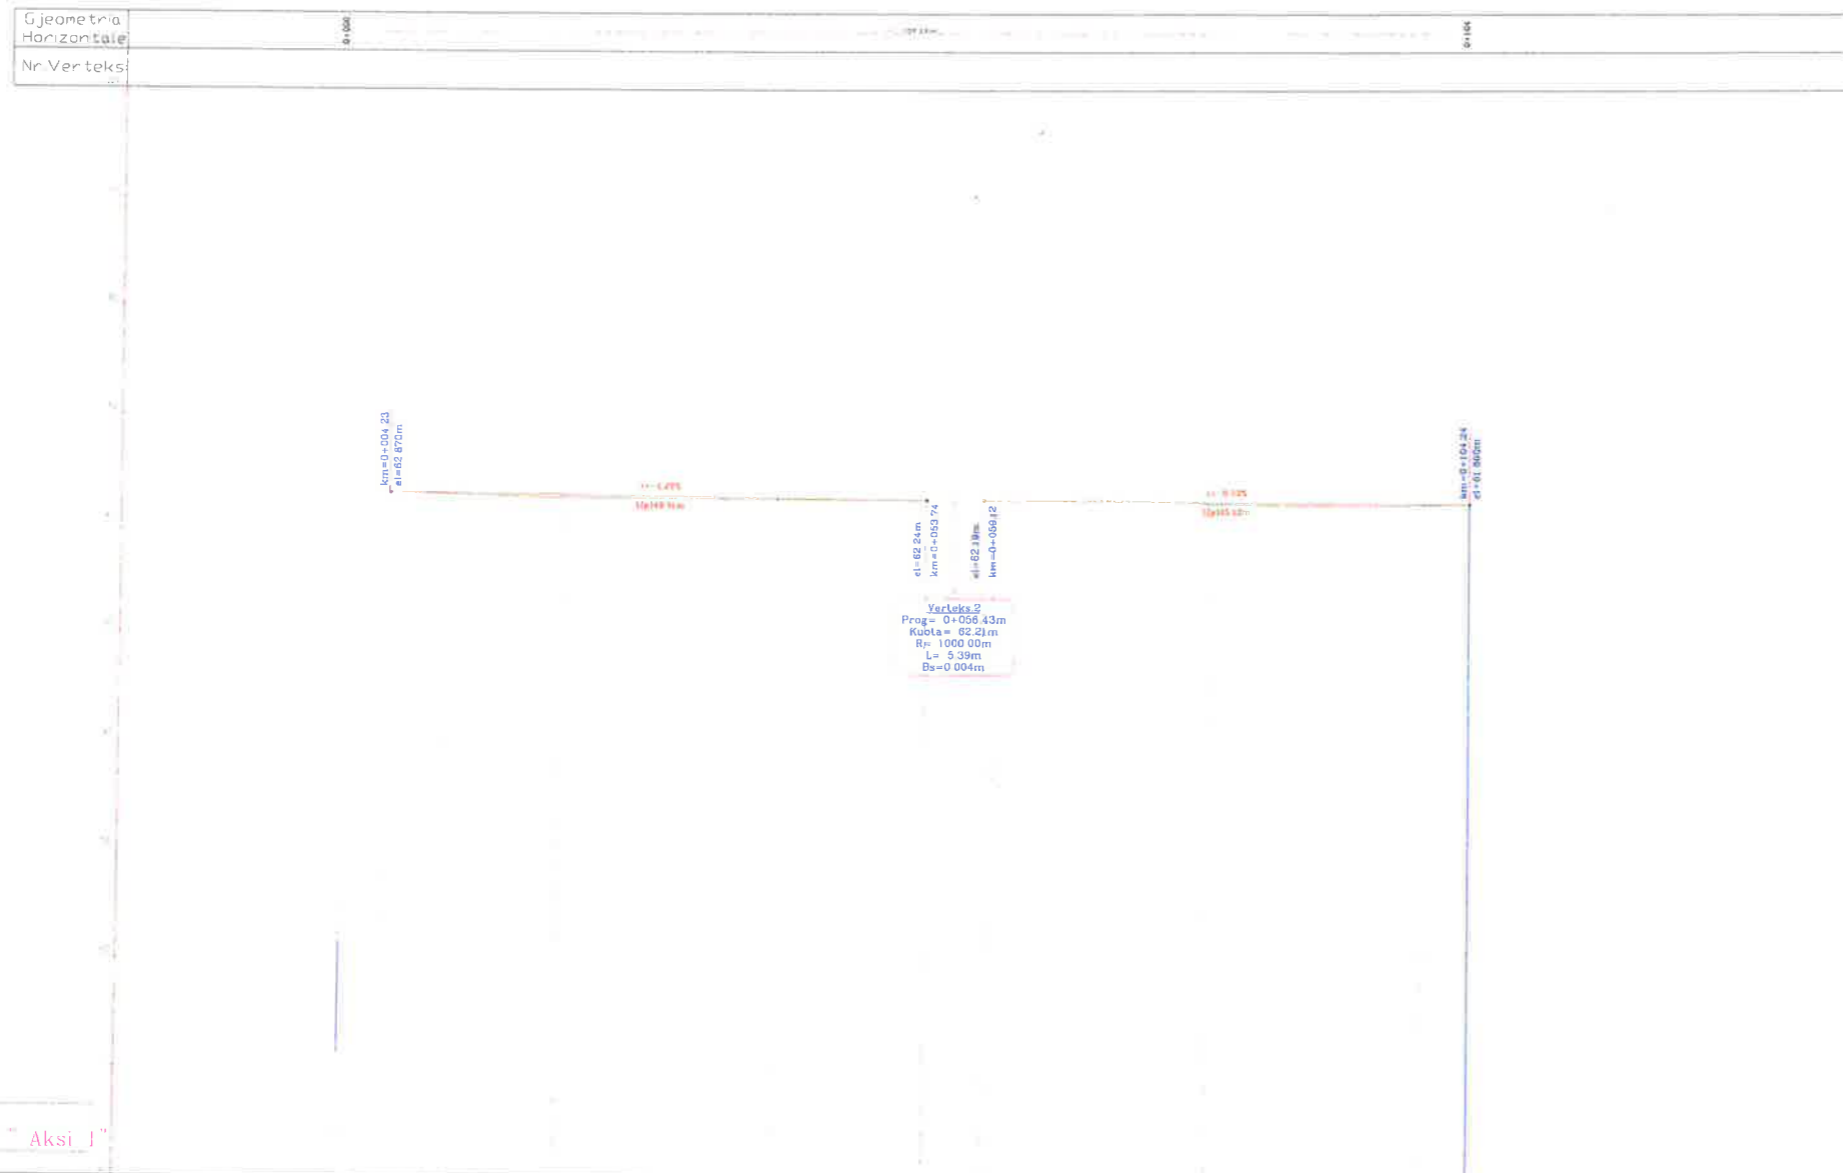 Gjeometria
Horizontale
0+000
0+104
Nr.Verteksi
km=0+004.23
el=62.870m
km=0+104.24
el=61.800m
el=62.24m
km=0+053.74
el=62.19m
km=0+059.12
Verteks 2
Prog= 0+056.43m
Kuota= 62.21m
R= 1000.00m
L= 5.39m
Bs=0.004m
" Aksi 1"